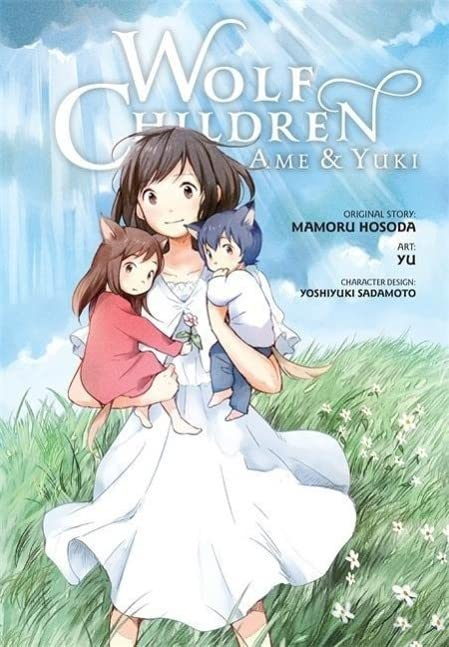 WOLF
CHILDREN
AME & YUKI
ORIGINAL STORY:
MAMORU HOSODA
ART:
YU
CHARACTER DESIGN:
YOSHIYUKI SADAMOTO